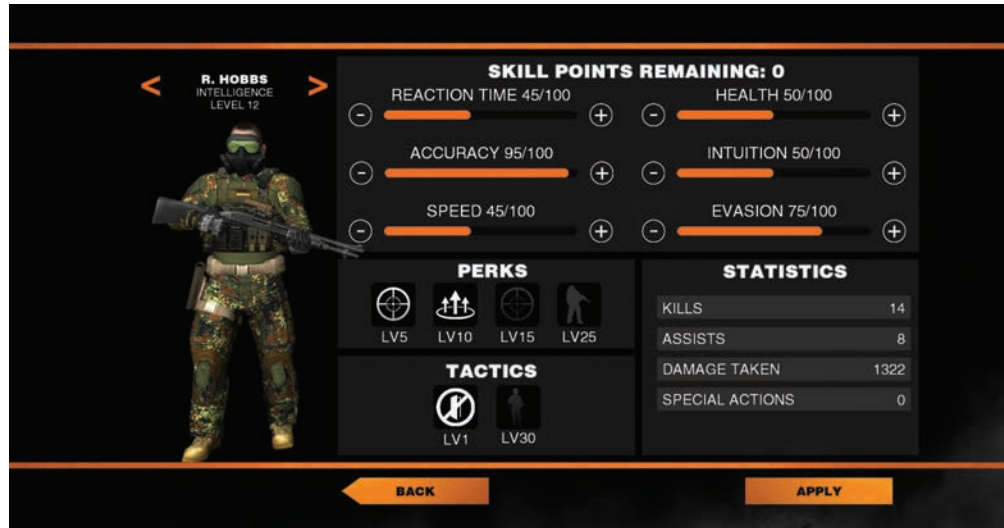 R. HOBBS
INTELLIGENCE
LEVEL 12
SKILL POINTS REMAINING: 0
REACTION TIME 45/100
HEALTH 50/100
ACCURACY 95/100
INTUITION 50/100
SPEED 45/100
EVASION 75/100
PERKS
LV5 LV10 LV15 LV25
TACTICS
LV1 LV30
STATISTICS
KILLS 14
ASSISTS 8
DAMAGE TAKEN 1322
SPECIAL ACTIONS 0
BACK
APPLY